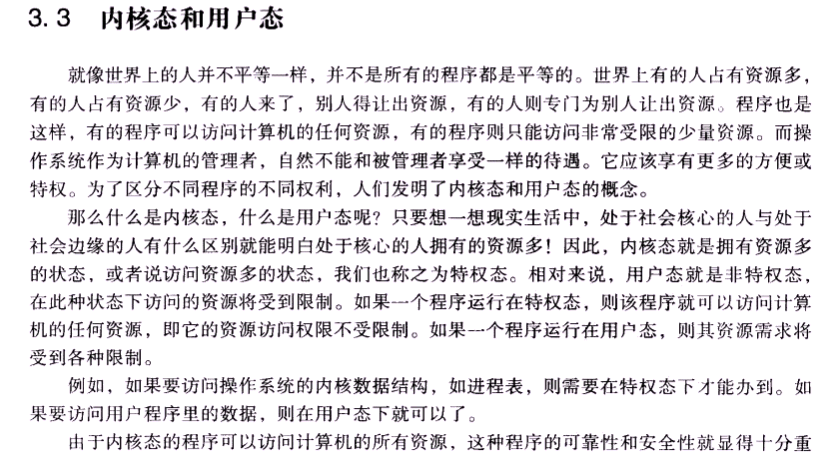 3.3 内核态和用户态
就像世界上的人并不平等一样，并不是所有的程序都是平等的。世界上有的人占有资源多，
有的人占有资源少，有的人来了，别人得让出资源，有的人则专门为别人让出资源。程序也是
这样，有的程序可以访问计算机的任何资源，有的程序则只能访问非常受限的少量资源。而操
作系统作为计算机的管理者，自然不能和被管理者享受一样的待遇。它应该享有更多的方便或
特权。为了区分不同程序的不同权利，人们发明了内核态和用户态的概念。
那么什么是内核态，什么是用户态呢？只要想一想现实生活中，处于社会核心的人与处于
社会边缘的人有什么区别就能明白处于核心的人拥有的资源多！因此，内核态就是拥有资源多
的状态，或者说访问资源多的状态，我们也称之为特权态。相对来说，用户态就是非特权态，
在此种状态下访问的资源将受到限制。如果一个程序运行在特权态，则该程序就可以访问计算
机的任何资源，即它的资源访问权限不受限制。如果一个程序运行在用户态，则其资源需求将
受到各种限制。
例如，如果要访问操作系统的内核数据结构，如进程表，则需要在特权态下才能办到。如
果要访问用户程序里的数据，则在用户态下就可以了。
由于内核态的程序可以访问计算机的所有资源，这种程序的可靠性和安全性就显得十分重